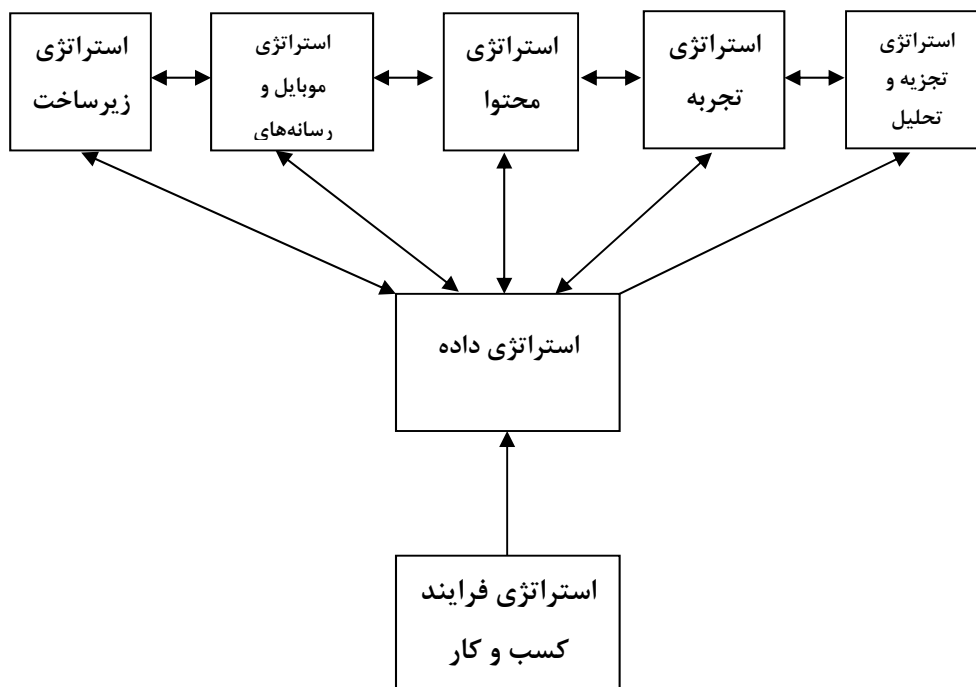 استراتژی
تجزیه و
تحلیل
استراتژی
تجربه
استراتژی
محتوا
استراتژی
موبایل و
رسانه‌های
استراتژی
زیرساخت
استراتژی داده
استراتژی فرایند
کسب و کار